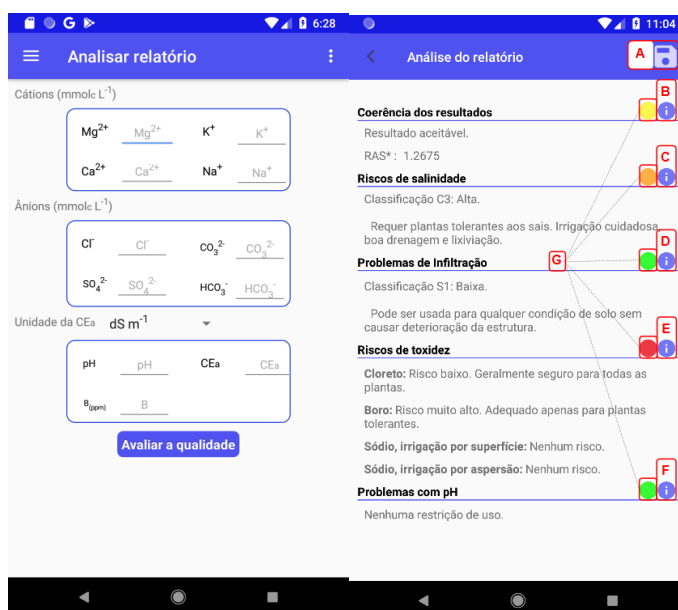 G 6:28
Analisar relatório
Cátions (mmolc L⁻¹)
Mg²⁺ Mg²⁺ K⁺ K⁺
Ca²⁺ Ca²⁺ Na⁺ Na⁺
Ânions (mmolc L⁻¹)
Cl⁻ Cl⁻ CO₃²⁻ CO₃²⁻
SO₄²⁻ SO₄²⁻ HCO₃⁻ HCO₃⁻
Unidade da CEa dS m⁻¹
pH pH CEa CEa
B(ppm) B
Avaliar a qualidade
11:04
Análise do relatório A
B
Coerência dos resultados
Resultado aceitável.
RAS* : 1.2675
C
Riscos de salinidade
Classificação C3: Alta.
Requer plantas tolerantes aos sais. Irrigação cuidadosa,
boa drenagem e lixiviação.
D
Problemas de Infiltração G
Classificação S1: Baixa.
Pode ser usada para qualquer condição de solo sem
causar deterioração da estrutura.
E
Riscos de toxidez
Cloreto: Risco baixo. Geralmente seguro para todas as
plantas.
Boro: Risco muito alto. Adequado apenas para plantas
tolerantes.
Sódio, irrigação por superfície: Nenhum risco.
Sódio, irrigação por aspersão: Nenhum risco.
F
Problemas com pH
Nenhuma restrição de uso.